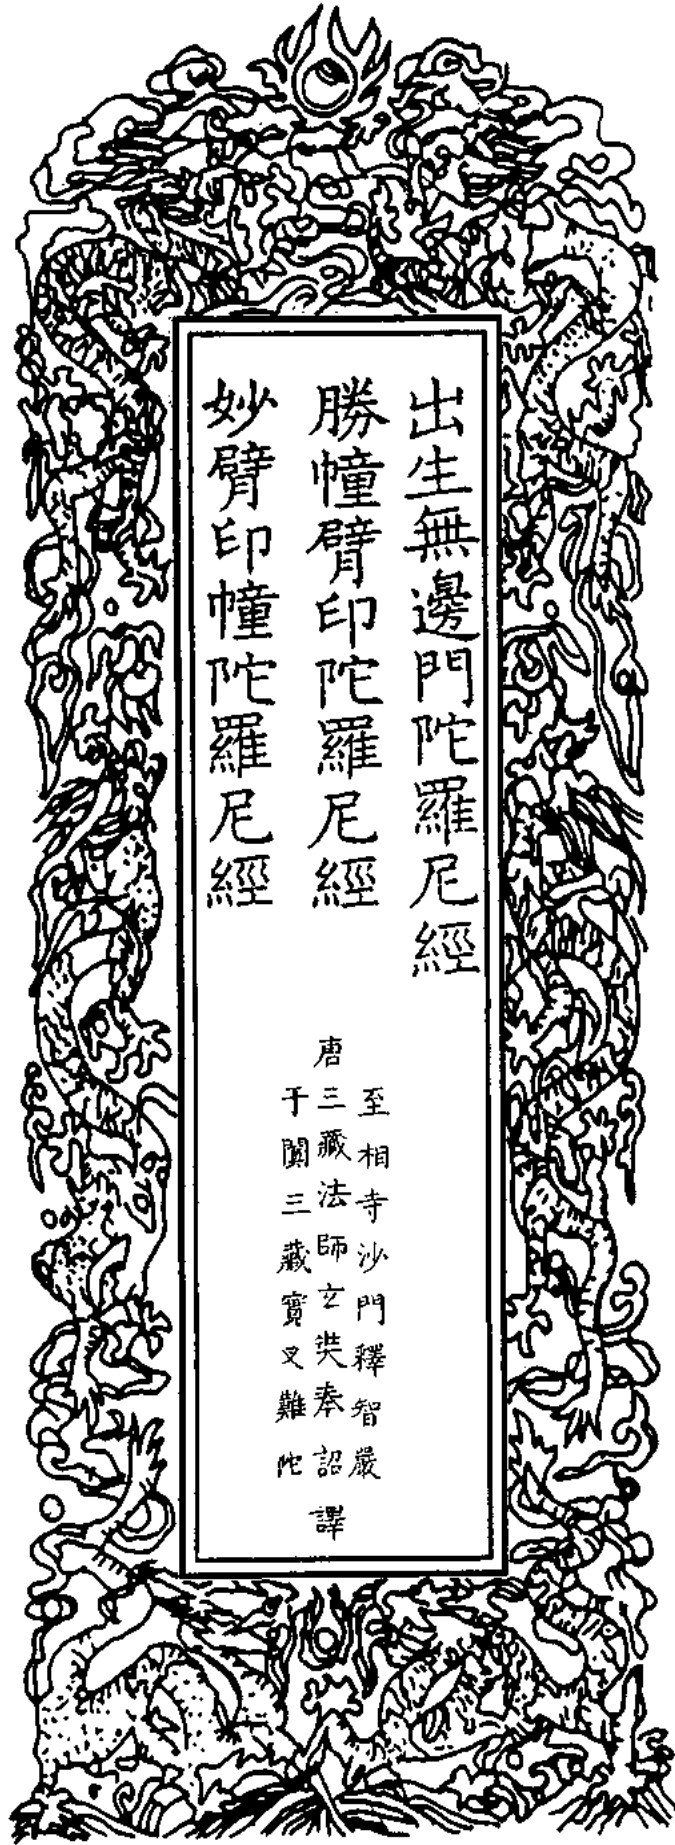 出生無邊門陀羅尼經
勝幢臂印陀羅尼經
妙臂印幢陀羅尼經
唐
至相寺沙門釋智嚴
三藏法師玄奘奉詔
于闐三藏實叉難陀
譯